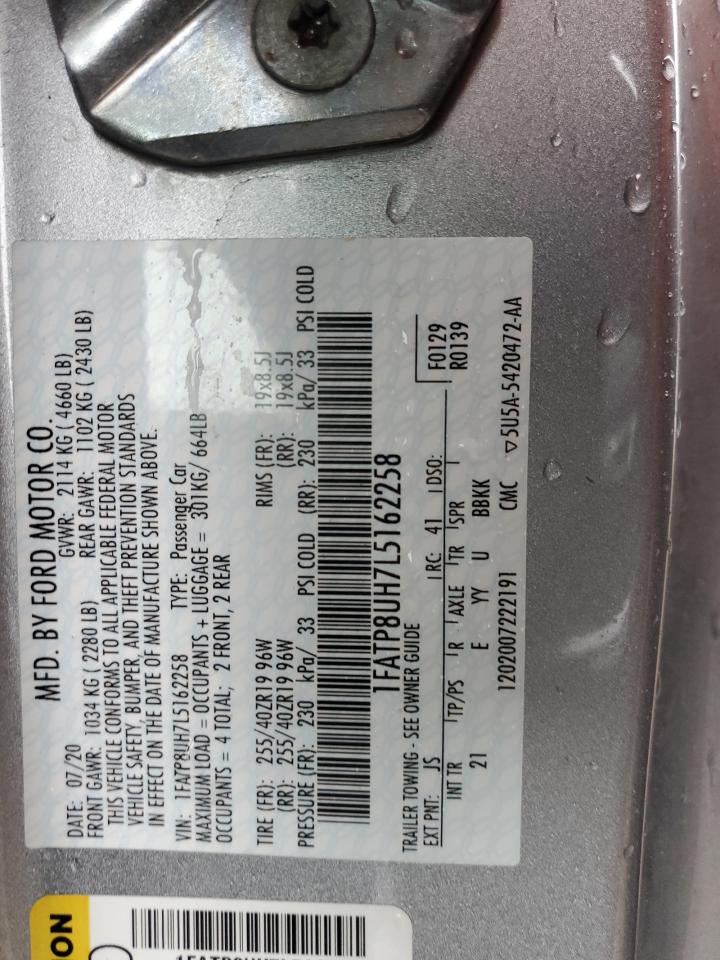 MFD. BY FORD MOTOR CO.
DATE: 07/20 GVWR: 2114 KG ( 4660 LB)
FRONT GAWR: 1034 KG ( 2280 LB) REAR GAWR: 1102 KG ( 2430 LB)
THIS VEHICLE CONFORMS TO ALL APPLICABLE FEDERAL MOTOR
VEHICLE SAFETY, BUMPER, AND THEFT PREVENTION STANDARDS
IN EFFECT ON THE DATE OF MANUFACTURE SHOWN ABOVE.
VIN: 1FATP8UH7L5162258 TYPE: Passenger Car
MAXIMUM LOAD = OCCUPANTS + LUGGAGE = 301KG/ 664LB
OCCUPANTS = 4 TOTAL; 2 FRONT, 2 REAR
TIRE (FR): 255/40ZR19 96W RIMS (FR): 19x8.5J
(RR): 255/40ZR19 96W (RR): 19x8.5J
PRESSURE (FR): 230 kPa/ 33 PSI COLD (RR): 230 kPa/ 33 PSI COLD
1FATP8UH7L5162258
TRAILER TOWING - SEE OWNER GUIDE
F0129
EXT PNT: JS RC: 41 DSO: R0139
INT TR TP/PS R AXLE TR SPR
21 E YY U BBKK
1202007222191 CMC ▽5U5A-5420472-AA
ON